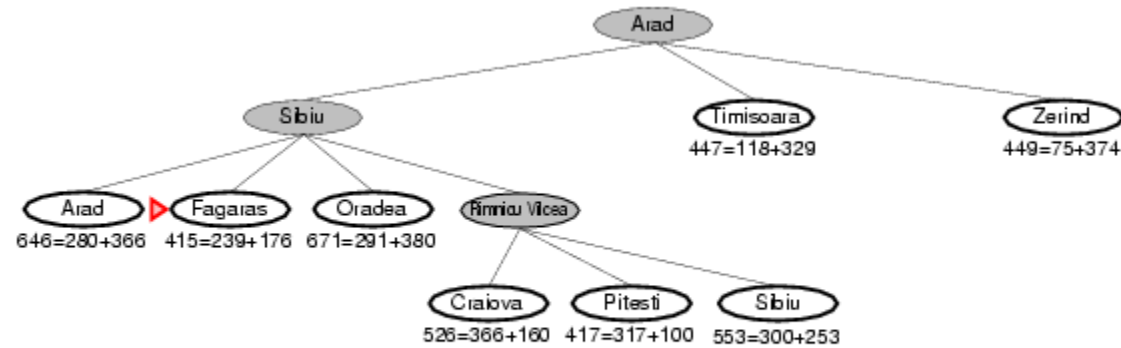 Arad
Sibiu
Timisoara
Zerind
447=118+329
449=75+374
Arad
Fagaras
Oradea
Rimnicu Vilcea
646=280+366
415=239+176
671=291+380
Craiova
Pitesti
Sibiu
526=366+160
417=317+100
553=300+253